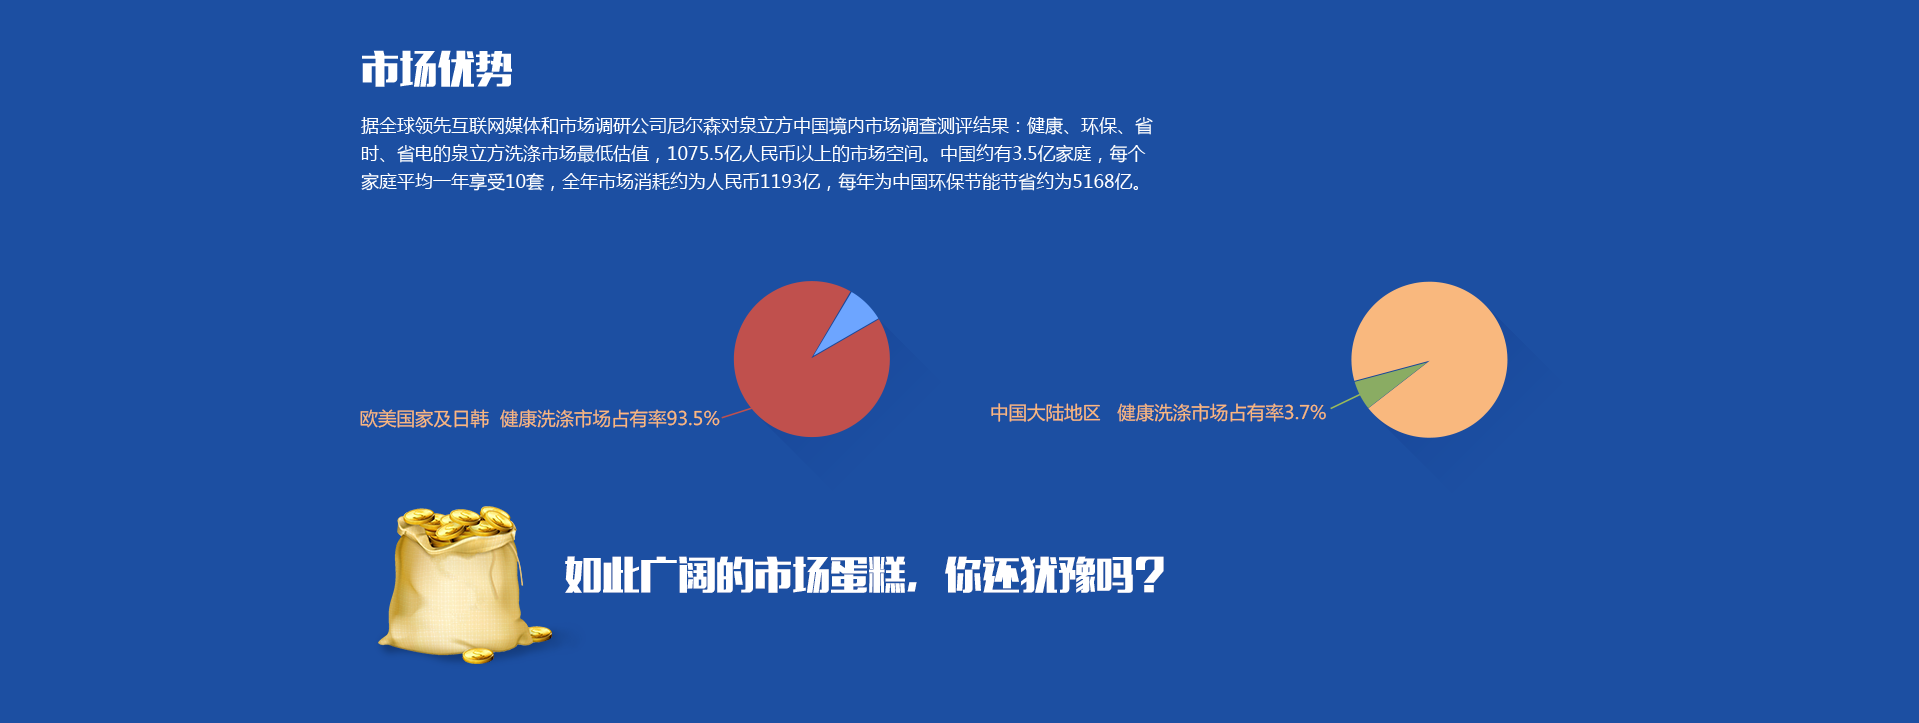 市场优势
据全球领先互联网媒体和市场调研公司尼尔森对泉立方中国境内市场调查测评结果：健康、环保、省
时、省电的泉立方洗涤市场最低估值，1075.5亿人民币以上的市场空间。中国约有3.5亿家庭，每个
家庭平均一年享受10套，全年市场消耗约为人民币1193亿，每年为中国环保节能节省约为5168亿。
欧美国家及日韩 健康洗涤市场占有率93.5%
中国大陆地区 健康洗涤市场占有率3.7%
如此广阔的市场蛋糕，你还犹豫吗？